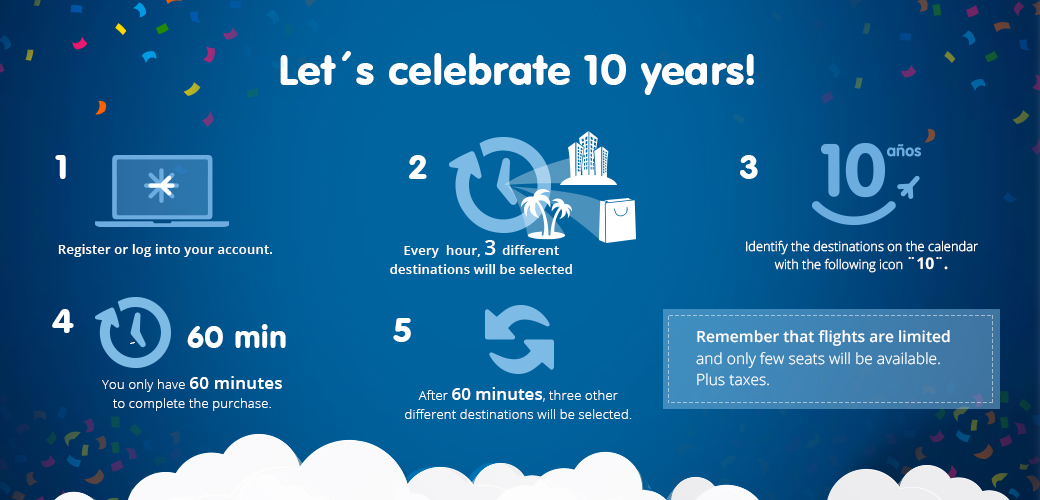 Let´s celebrate 10 years!
1
Register or log into your account.
2
Every hour, 3 different
destinations will be selected
3
10 años
Identify the destinations on the calendar
with the following icon ¨10¨.
4
60 min
You only have 60 minutes
to complete the purchase.
5
After 60 minutes, three other
different destinations will be selected.
Remember that flights are limited
and only few seats will be available.
Plus taxes.